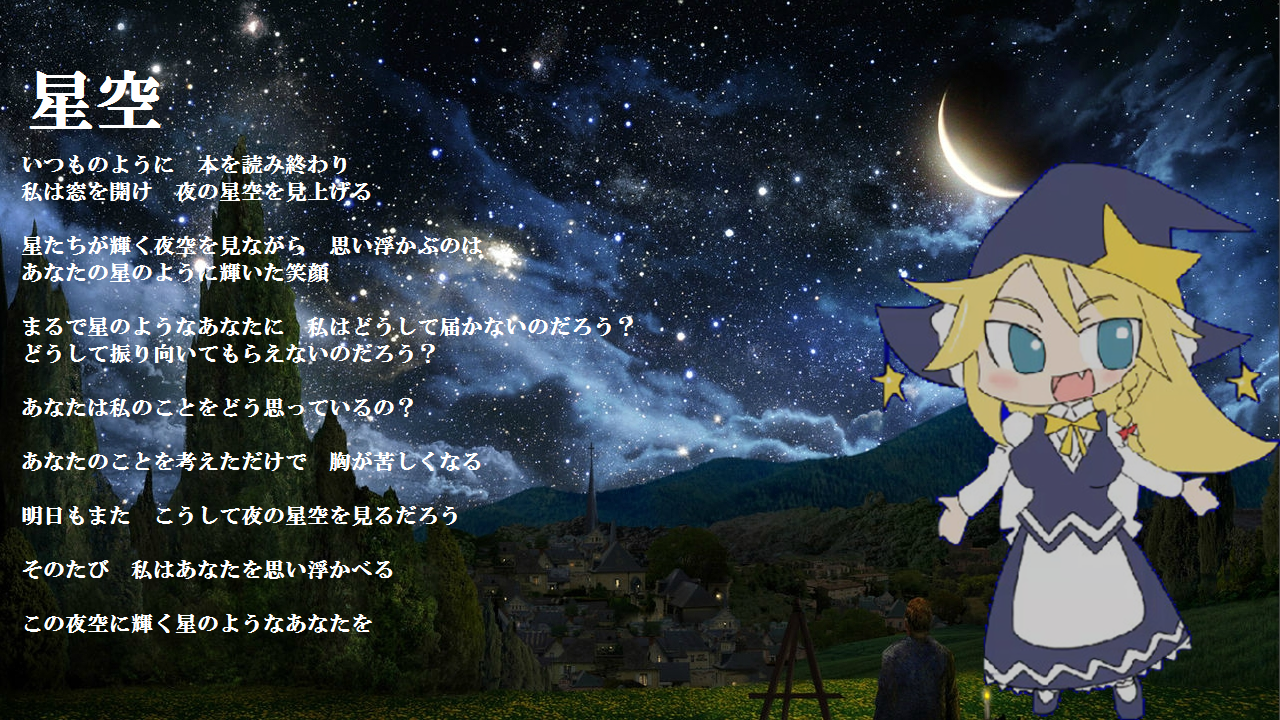 星空
いつものように　本を読み終わり
私は窓を開け　夜の星空を見上げる
星たちが輝く夜空を見ながら　思い浮かぶのは
あなたの星のように輝いた笑顔
まるで星のようなあなたに　私はどうして届かないのだろう？
どうして振り向いてもらえないのだろう？
あなたは私のことをどう思っているの？
あなたのことを考えただけで　胸が苦しくなる
明日もまた　こうして夜の星空を見るだろう
そのたび　私はあなたを思い浮かべる
この夜空に輝く星のようなあなたを